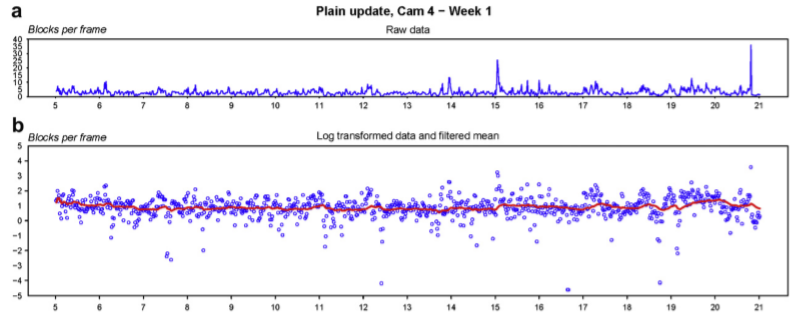 Plain update, Cam 4 − Week 1
a
Blocks per frame
Raw data
40
35
30
25
20
15
10
5
0
5 6 7 8 9 10 11 12 13 14 15 16 17 18 19 20 21
b
Blocks per frame
Log transformed data and filtered mean
5
4
3
2
1
0
−1
−2
−3
−4
−5
5 6 7 8 9 10 11 12 13 14 15 16 17 18 19 20 21